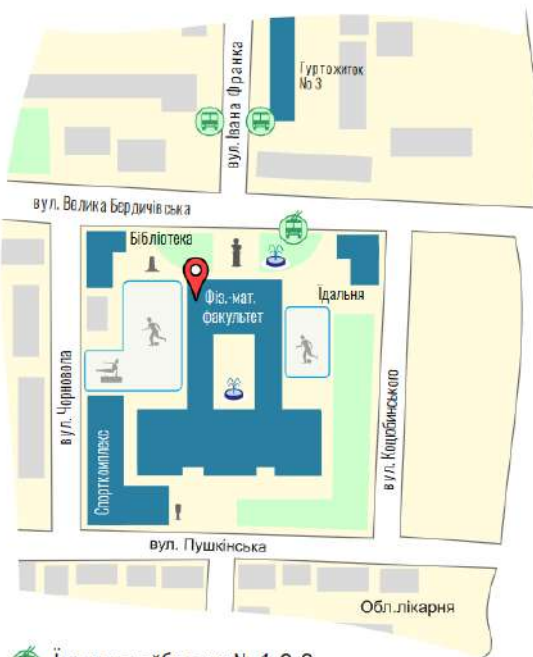 вул. Івана Франка
Гуртожиток
№ 3
вул. Велика Бердичівська
Бібліотека
Фіз.-мат.
факультет
Їдальня
вул. Чорновола
вул. Коцюбинського
Спорткомплекс
вул. Пушкінська
Обл.лікарня